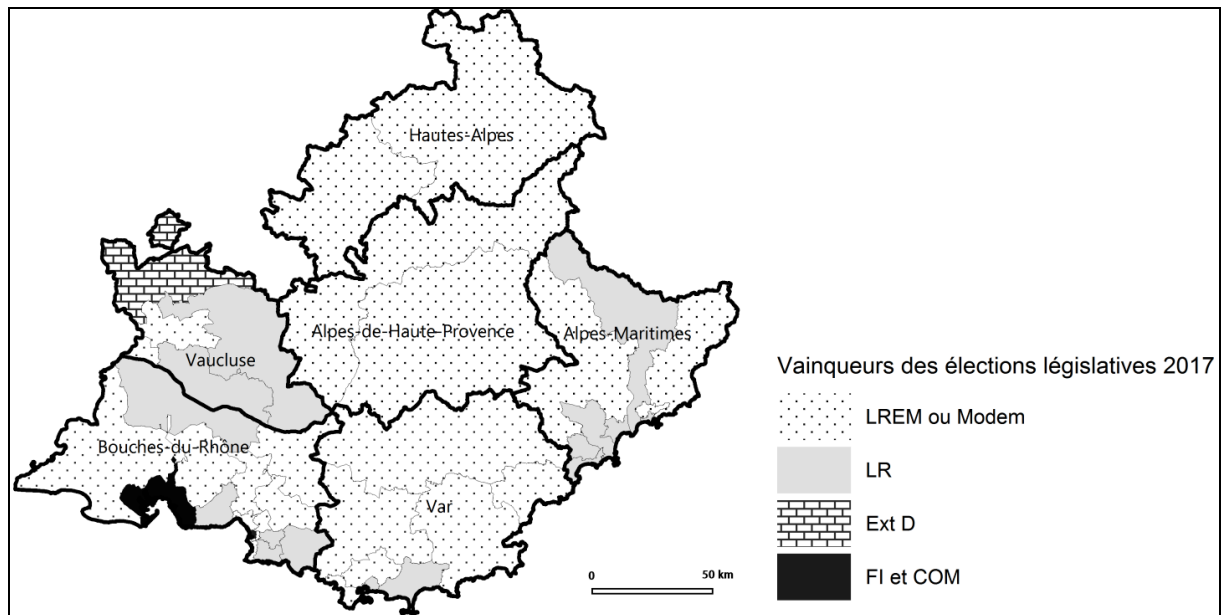 Hautes-Alpes
Alpes-de-Haute-Provence
Alpes-Maritimes
Vaucluse
Bouches-du-Rhône
Var
0 50 km
Vainqueurs des élections législatives 2017
LREM ou Modem
LR
Ext D
FI et COM